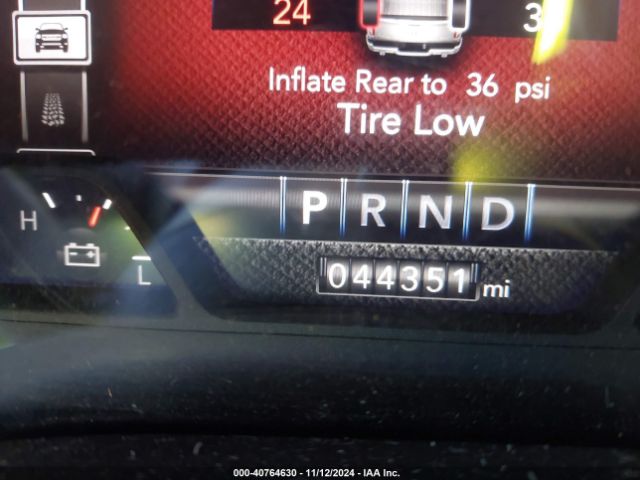 24
Inflate Rear to 36 psi
Tire Low
P R N D
H
L
044351 mi
000-40764630 - 11/12/2024 - IAA Inc.